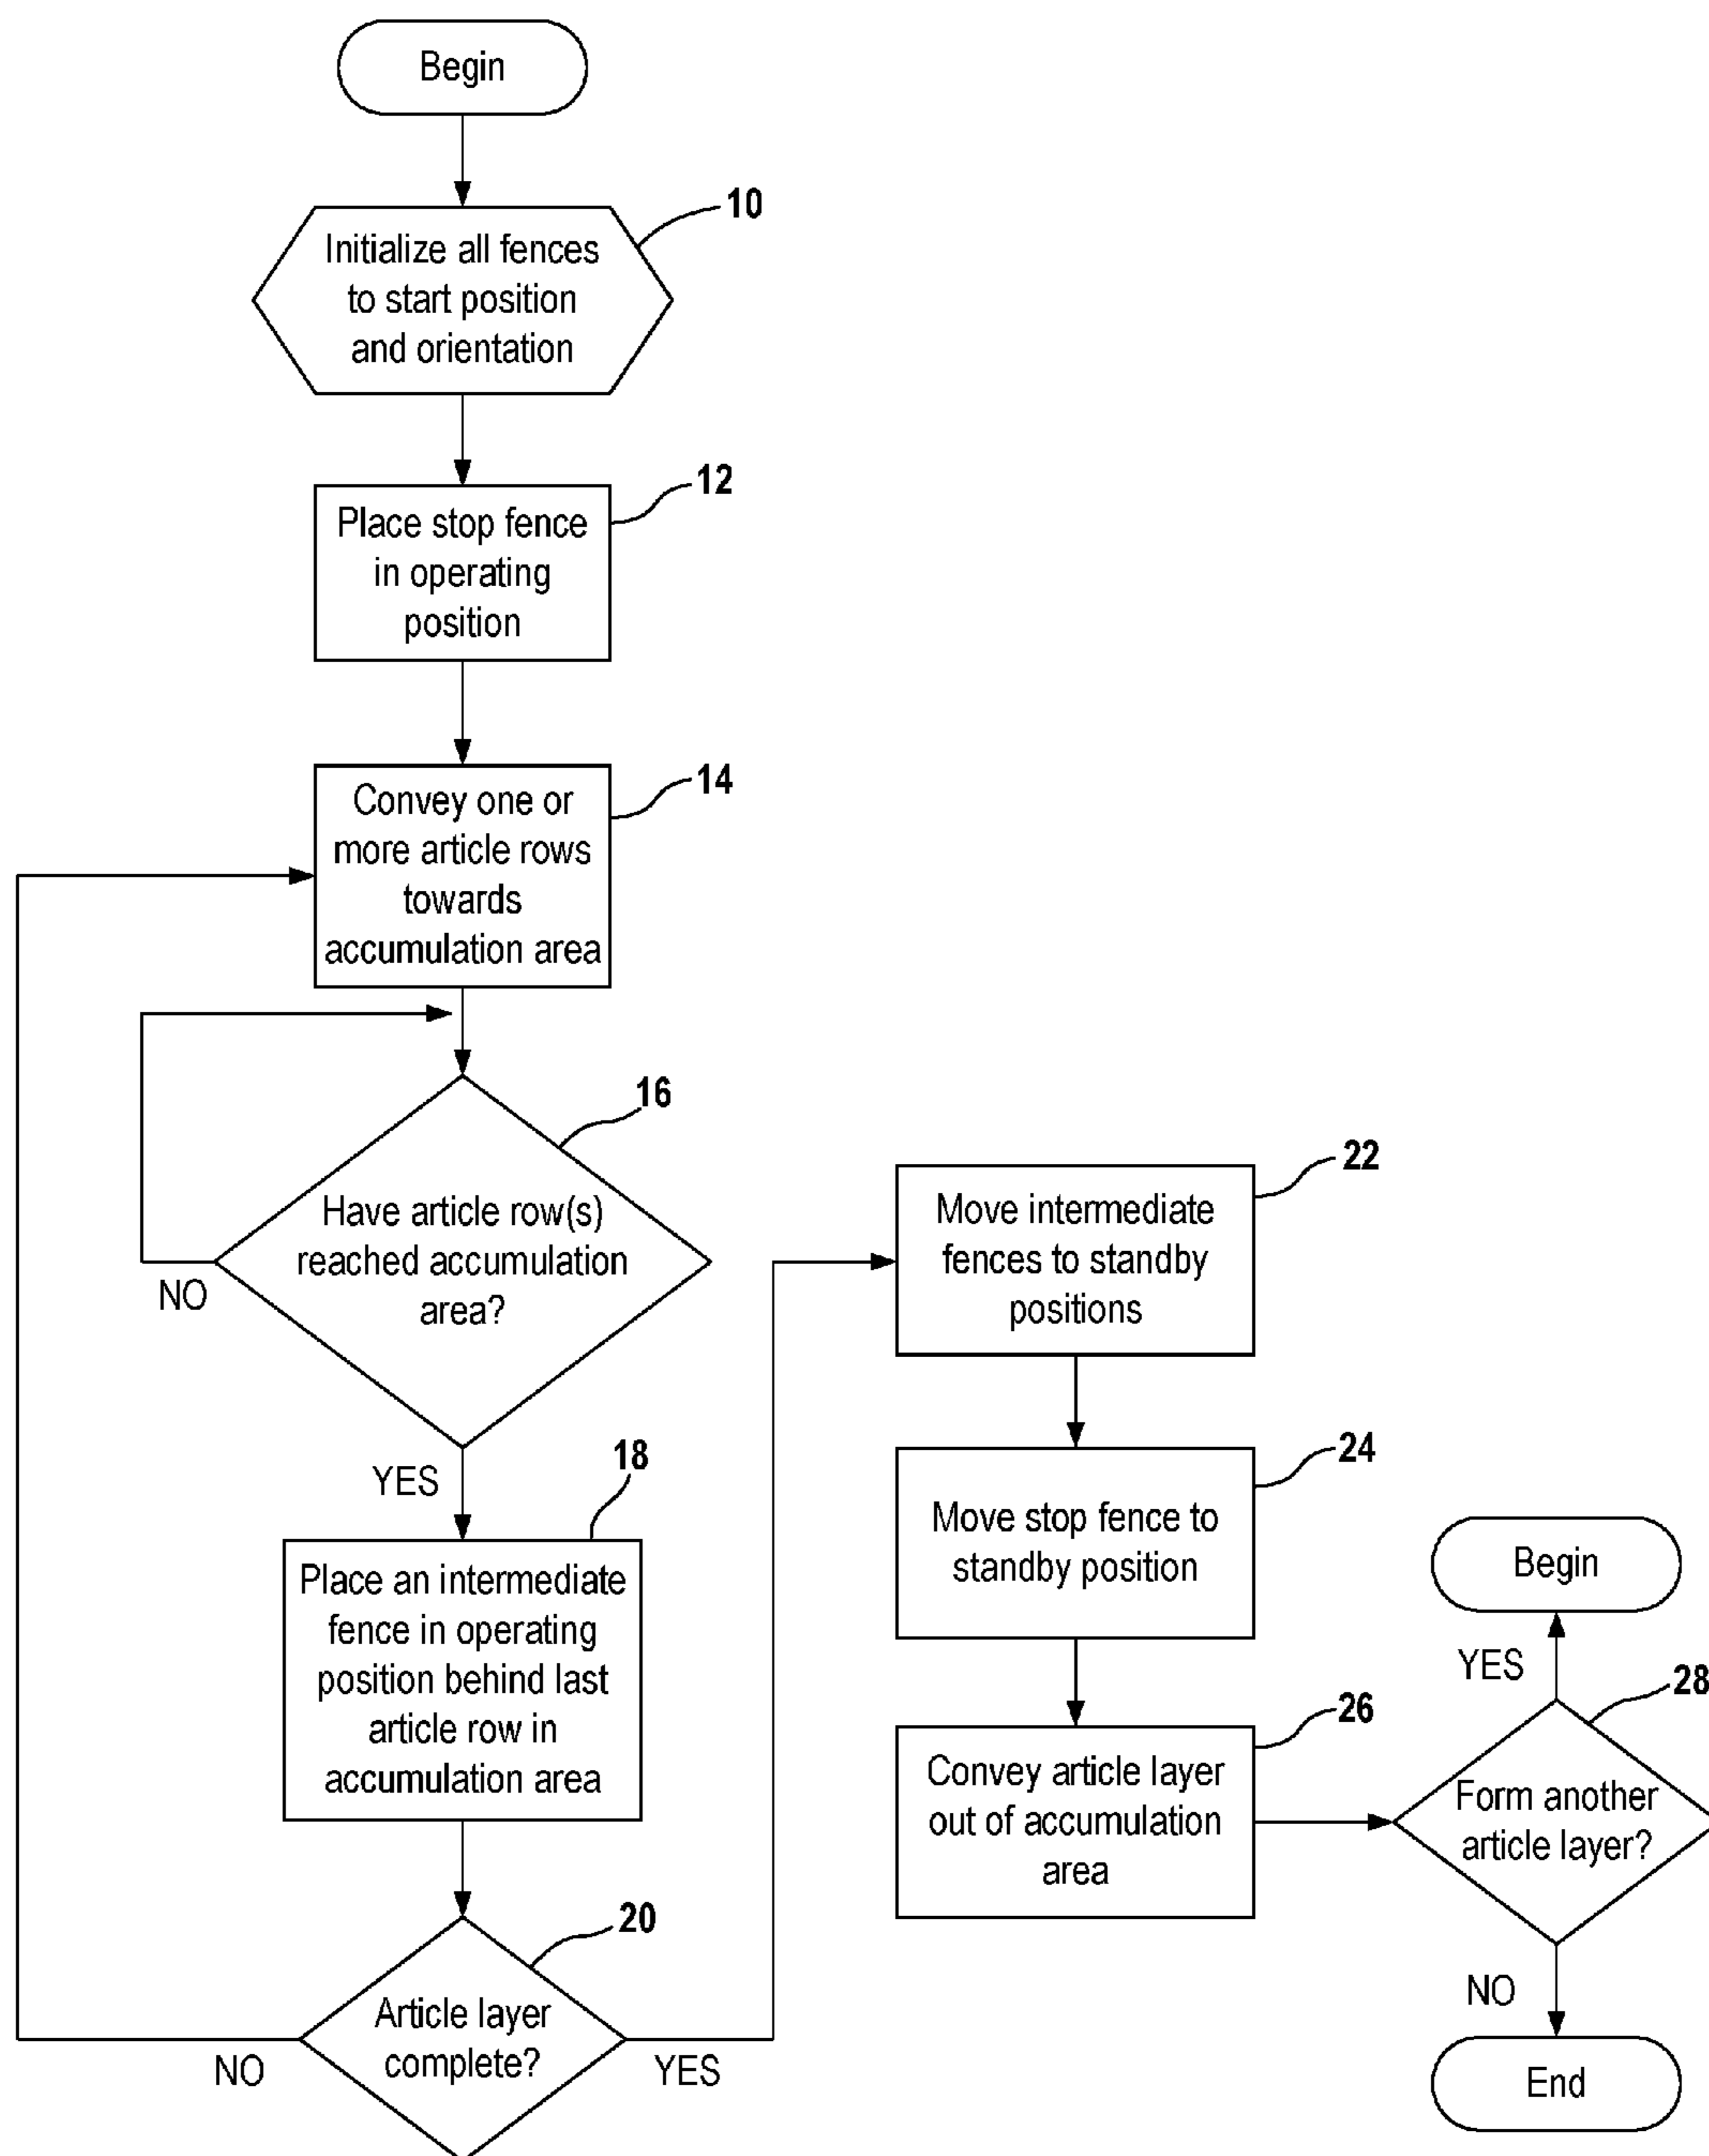 Begin
10
Initialize all fences
to start position
and orientation
12
Place stop fence
in operating
position
14
Convey one or
more article rows
towards
accumulation area
16
Have article row(s)
reached accumulation
area?
NO
YES
18
Place an intermediate
fence in operating
position behind last
article row in
accumulation area
20
Article layer
complete?
NO
YES
22
Move intermediate
fences to standby
positions
24
Move stop fence to
standby position
26
Convey article layer
out of accumulation
area
28
Form another
article layer?
YES
Begin
NO
End